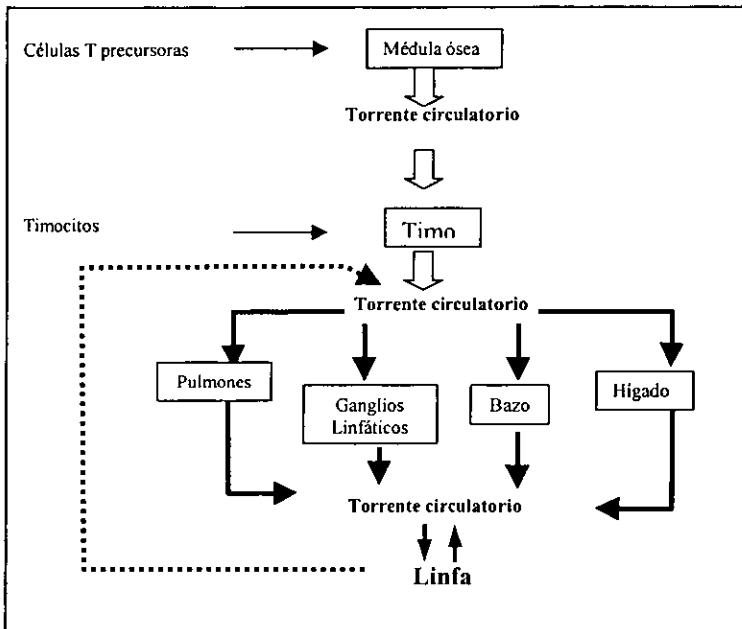 Células T precursoras
Médula ósea
Torrente circulatorio
Timocitos
Timo
Torrente circulatorio
Pulmones
Ganglios
Linfáticos
Bazo
Hígado
Torrente circulatorio
Linfa